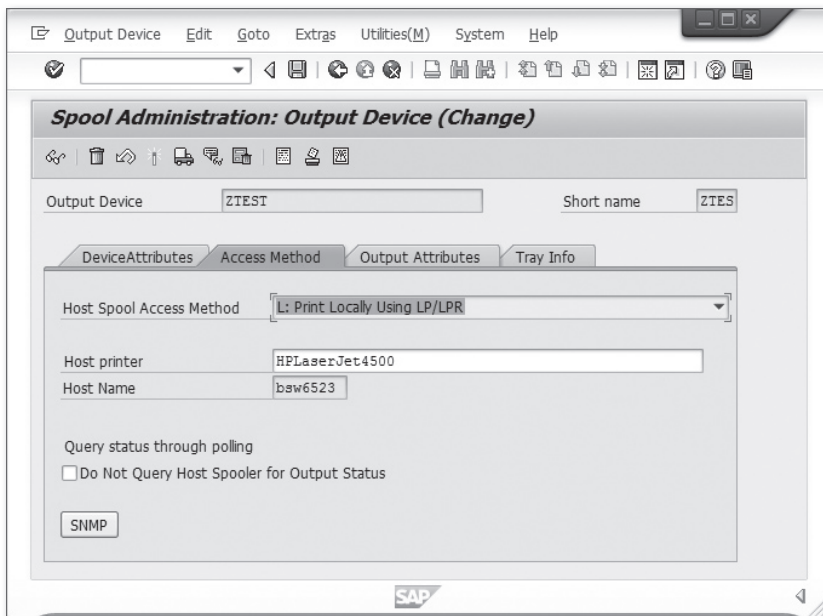 Output Device Edit Goto Extras Utilities(M) System Help
Spool Administration: Output Device (Change)
Output Device ZTEST Short name ZTES
DeviceAttributes Access Method Output Attributes Tray Info
Host Spool Access Method L: Print Locally Using LP/LPR
Host printer HPLaserJet4500
Host Name bsw6523
Query status through polling
Do Not Query Host Spooler for Output Status
SNMP
SAP